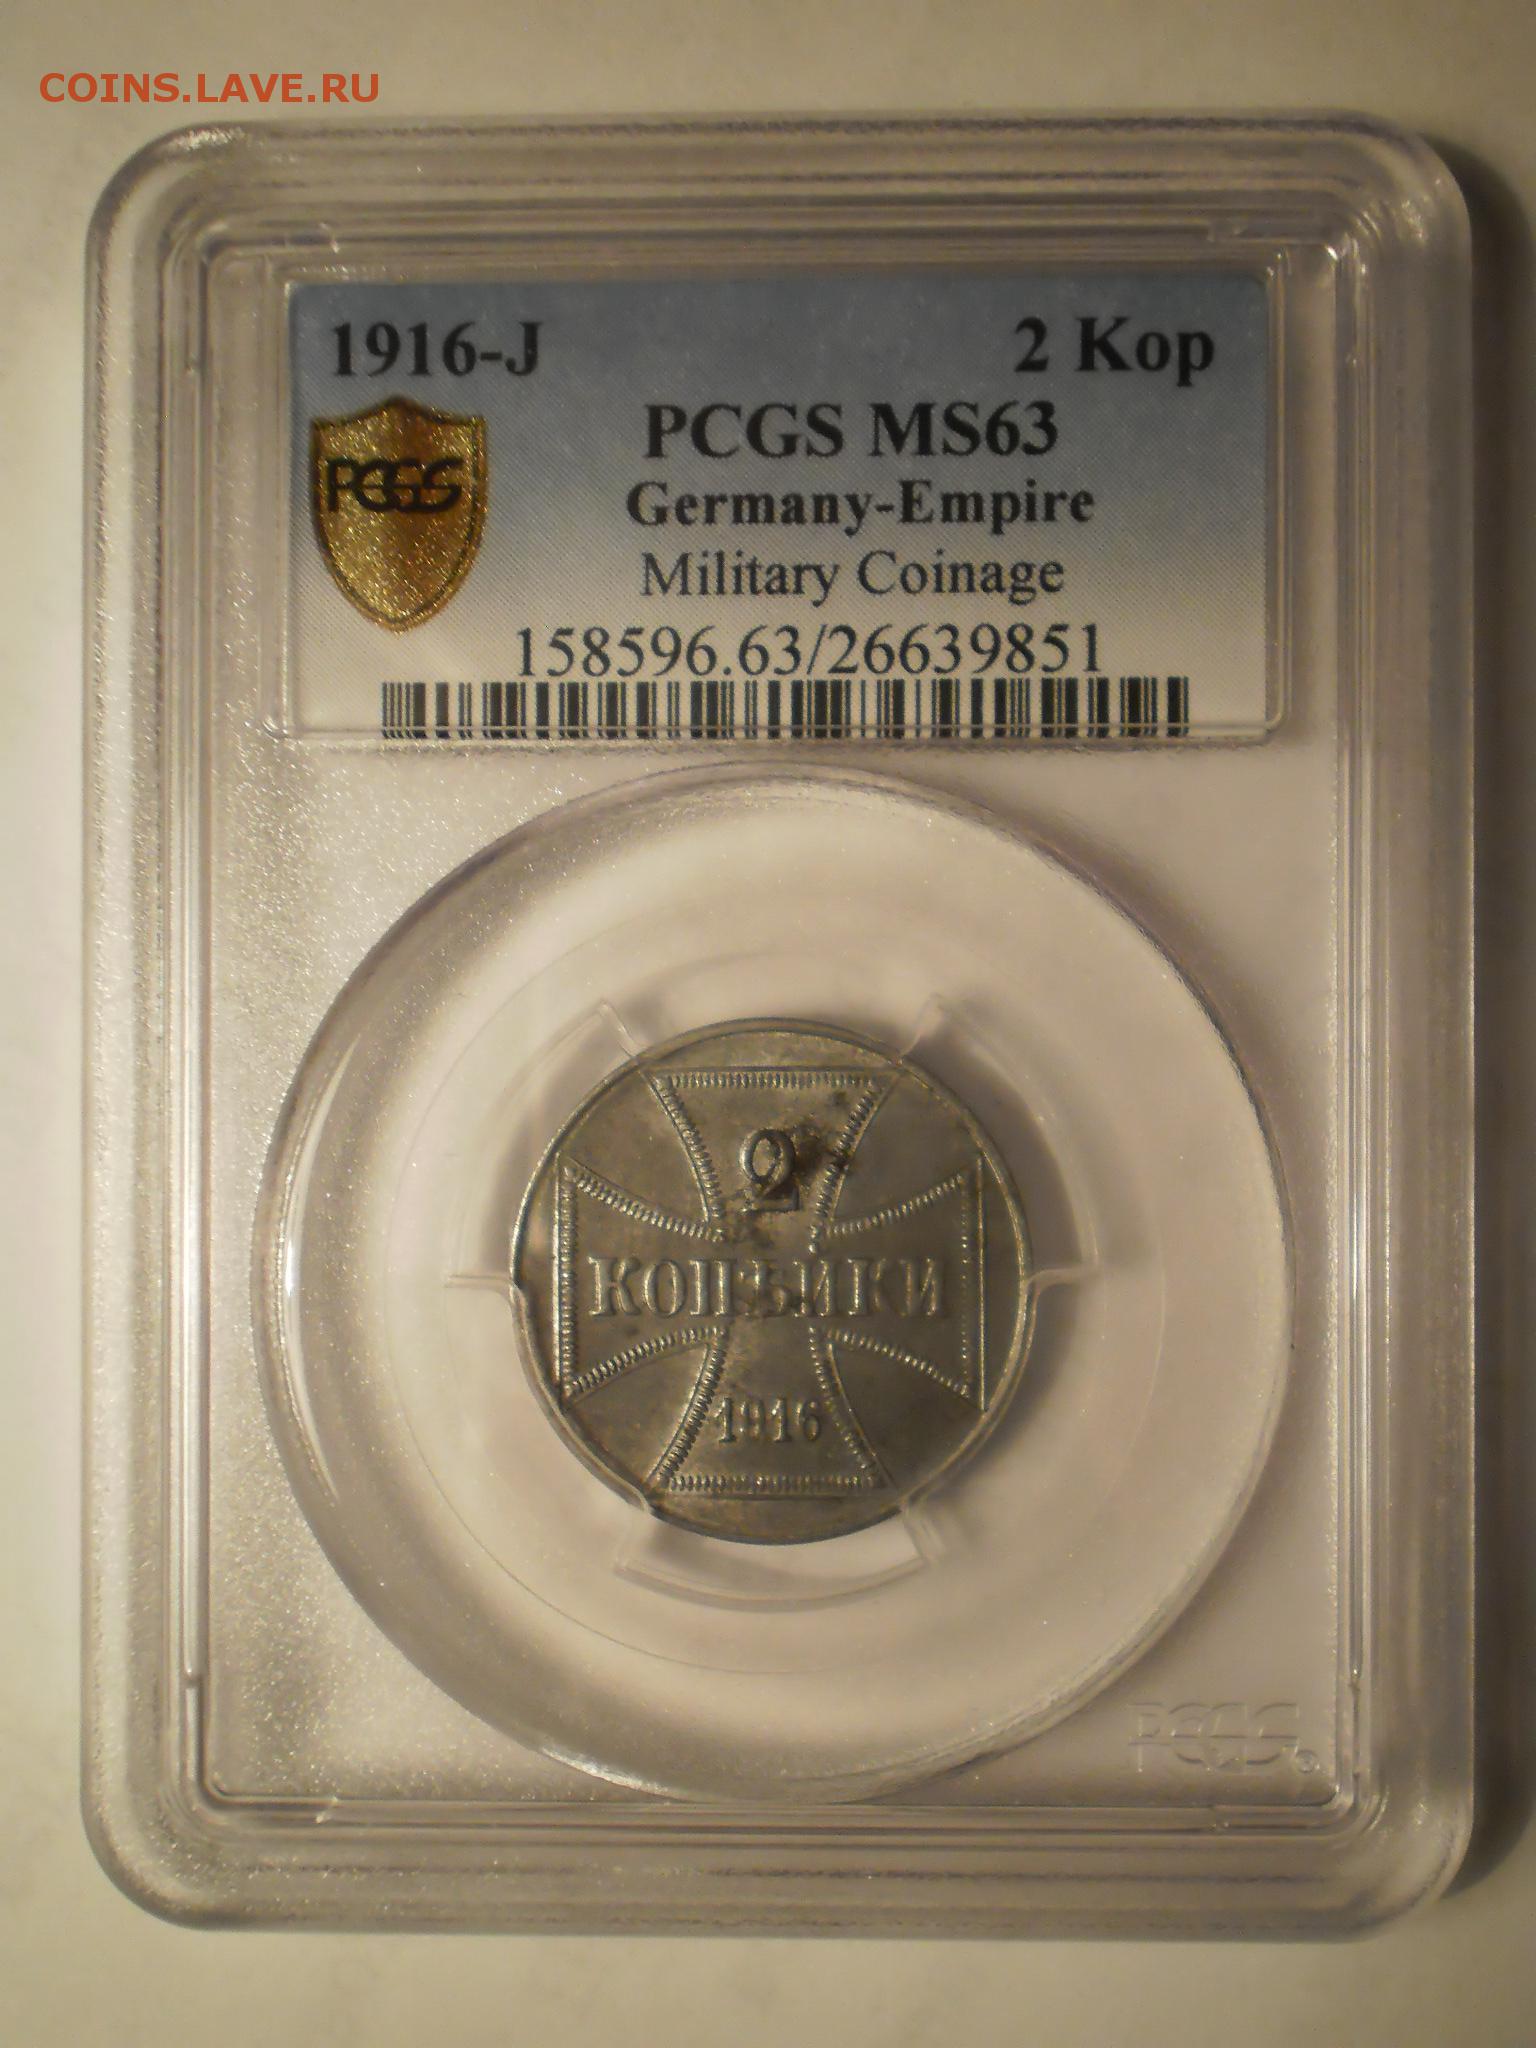 COINS.LAVE.RU
1916-J 2 Kop
PCGS MS63
PCGS
Germany-Empire
Military Coinage
158596.63/26639851
2
КОПѢЙКИ
1916
PCGS®